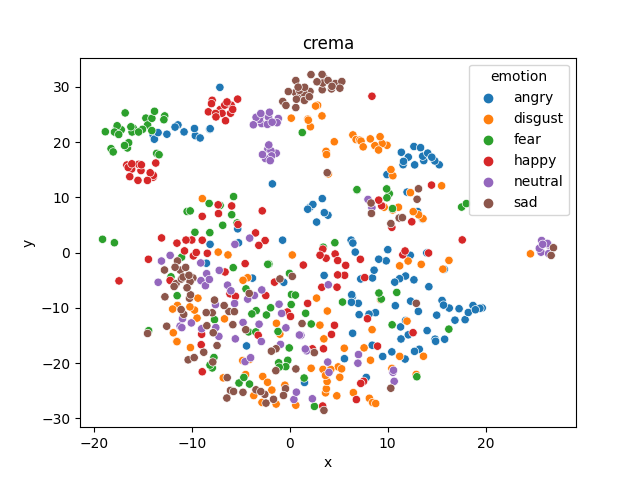 crema
emotion
angry
disgust
fear
happy
neutral
sad
y
30
20
10
0
−10
−20
−30
−20
−10
0
10
20
x